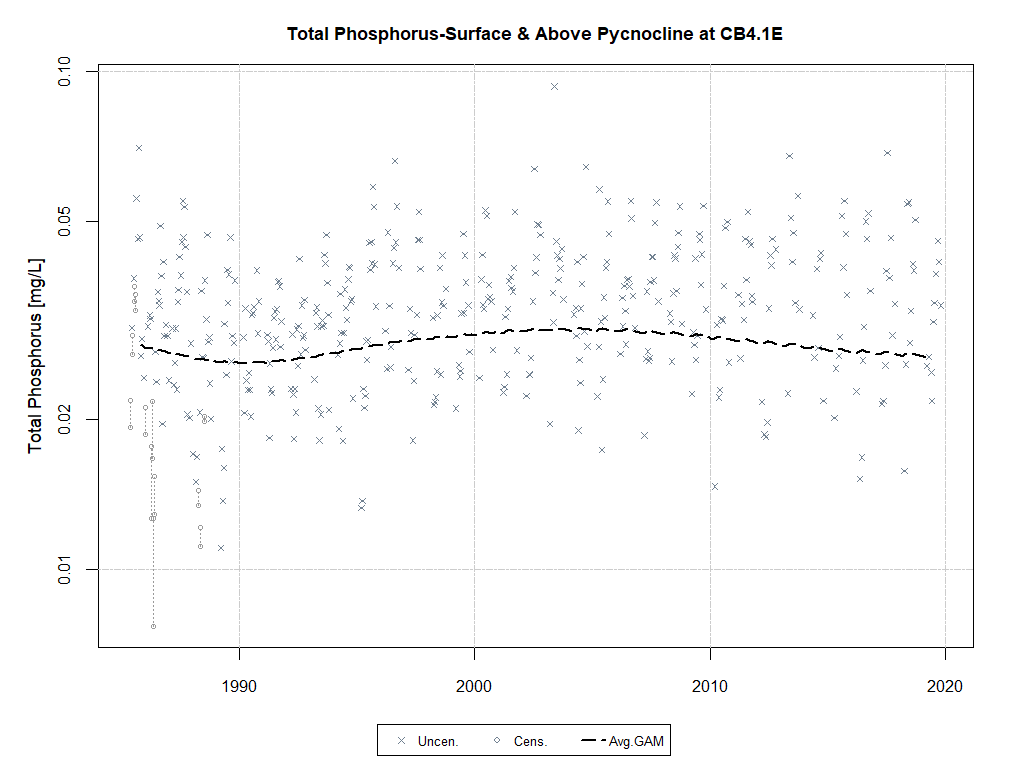 Total Phosphorus-Surface & Above Pycnocline at CB4.1E
Total Phosphorus [mg/L]
0.10
0.05
0.02
0.01
1990
2000
2010
2020
Uncen.
Cens.
Avg.GAM